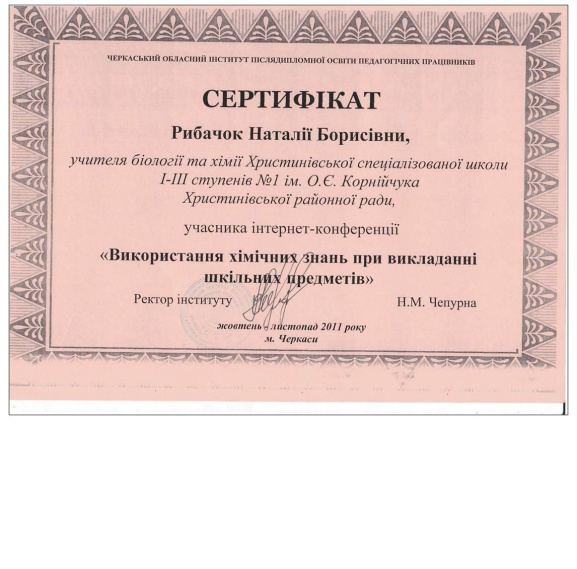 ЧЕРКАСЬКИЙ ОБЛАСНИЙ ІНСТИТУТ ПІСЛЯДИПЛОМНОЇ ОСВІТИ ПЕДАГОГІЧНИХ ПРАЦІВНИКІВ
СЕРТИФІКАТ
Рибачок Наталії Борисівни,
учителя біології та хімії Христинівської спеціалізованої школи
І-ІІІ ступенів №1 ім. О.Є. Корнійчука
Христинівської районної ради,
учасника інтернет-конференції
«Використання хімічних знань при викладанні
шкільних предметів»
Ректор інституту Н.М. Чепурна
жовтень - листопад 2011 року
м. Черкаси